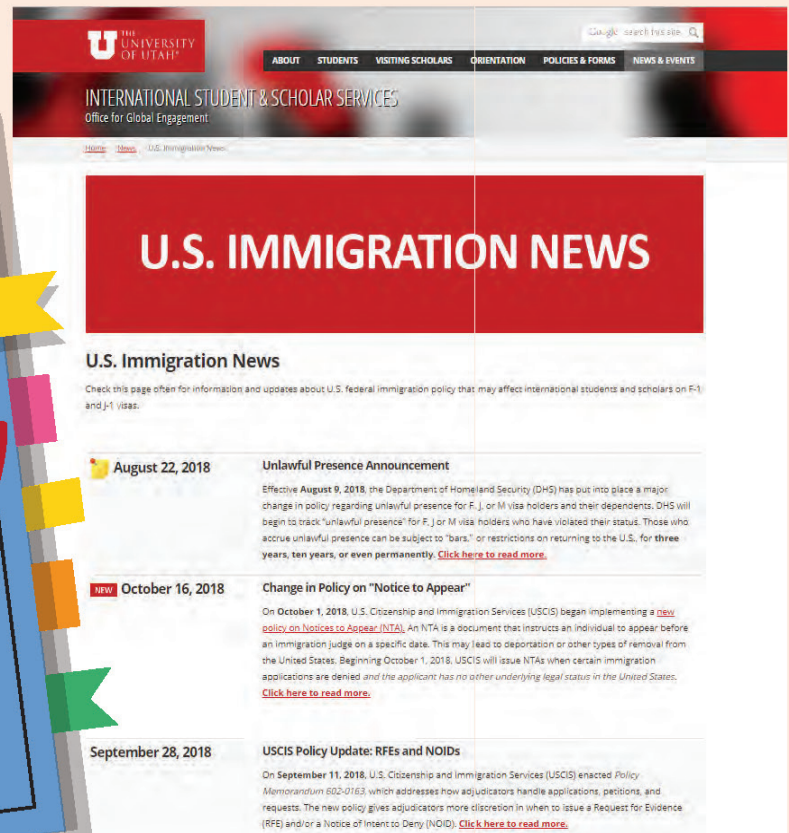 THE
UNIVERSITY
OF UTAH®
Google search this site
ABOUT STUDENTS VISITING SCHOLARS ORIENTATION POLICIES & FORMS NEWS & EVENTS
INTERNATIONAL STUDENT & SCHOLAR SERVICES
Office for Global Engagement
Home News U.S. Immigration News
U.S. IMMIGRATION NEWS
U.S. Immigration News
Check this page often for information and updates about U.S. federal immigration policy that may affect international students and scholars on F-1
and J-1 visas.
August 22, 2018
Unlawful Presence Announcement
Effective August 9, 2018, the Department of Homeland Security (DHS) has put into place a major
change in policy regarding unlawful presence for F, J, or M visa holders and their dependents. DHS will
begin to track "unlawful presence" for F, J or M visa holders who have violated their status. Those who
accrue unlawful presence can be subject to "bars," or restrictions on returning to the U.S., for three
years, ten years, or even permanently. Click here to read more.
NEW October 16, 2018
Change in Policy on "Notice to Appear"
On October 1, 2018, U.S. Citizenship and Immigration Services (USCIS) began implementing a new
policy on Notices to Appear (NTA). An NTA is a document that instructs an individual to appear before
an immigration judge on a specific date. This may lead to deportation or other types of removal from
the United States. Beginning October 1, 2018, USCIS will issue NTAs when certain immigration
applications are denied and the applicant has no other underlying legal status in the United States.
Click here to read more.
September 28, 2018
USCIS Policy Update: RFEs and NOIDs
On September 11, 2018, U.S. Citizenship and Immigration Services (USCIS) enacted Policy
Memorandum 602-0163, which addresses how adjudicators handle applications, petitions, and
requests. The new policy gives adjudicators more discretion in when to issue a Request for Evidence
(RFE) and/or a Notice of Intent to Deny (NOID). Click here to read more.